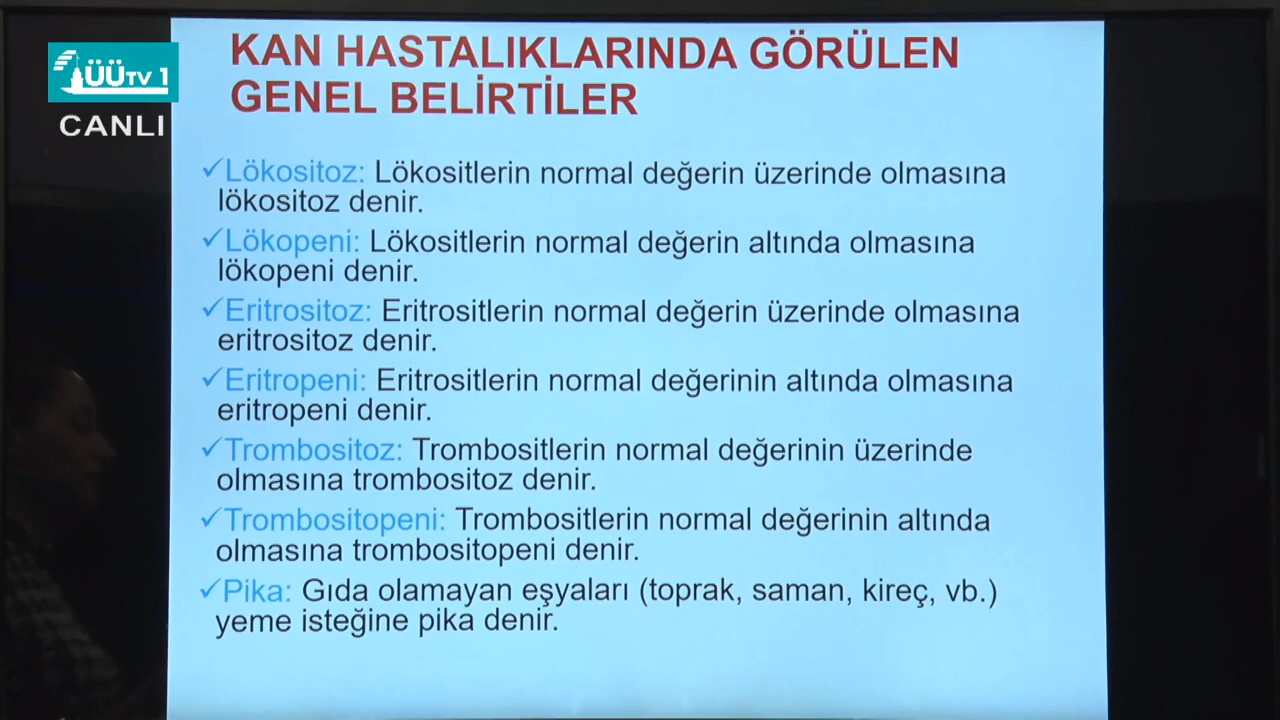 ÜÜTV 1
CANLI
KAN HASTALIKLARINDA GÖRÜLEN
GENEL BELİRTİLER
✓Lökositoz: Lökositlerin normal değerin üzerinde olmasına
lökositoz denir.
✓Lökopeni: Lökositlerin normal değerin altında olmasına
lökopeni denir.
✓Eritrositoz: Eritrositlerin normal değerin üzerinde olmasına
eritrositoz denir.
✓Eritropeni: Eritrositlerin normal değerinin altında olmasına
eritropeni denir.
✓Trombositoz: Trombositlerin normal değerinin üzerinde
olmasına trombositoz denir.
✓Trombositopeni: Trombositlerin normal değerinin altında
olmasına trombositopeni denir.
✓Pika: Gıda olamayan eşyaları (toprak, saman, kireç, vb.)
yeme isteğine pika denir.